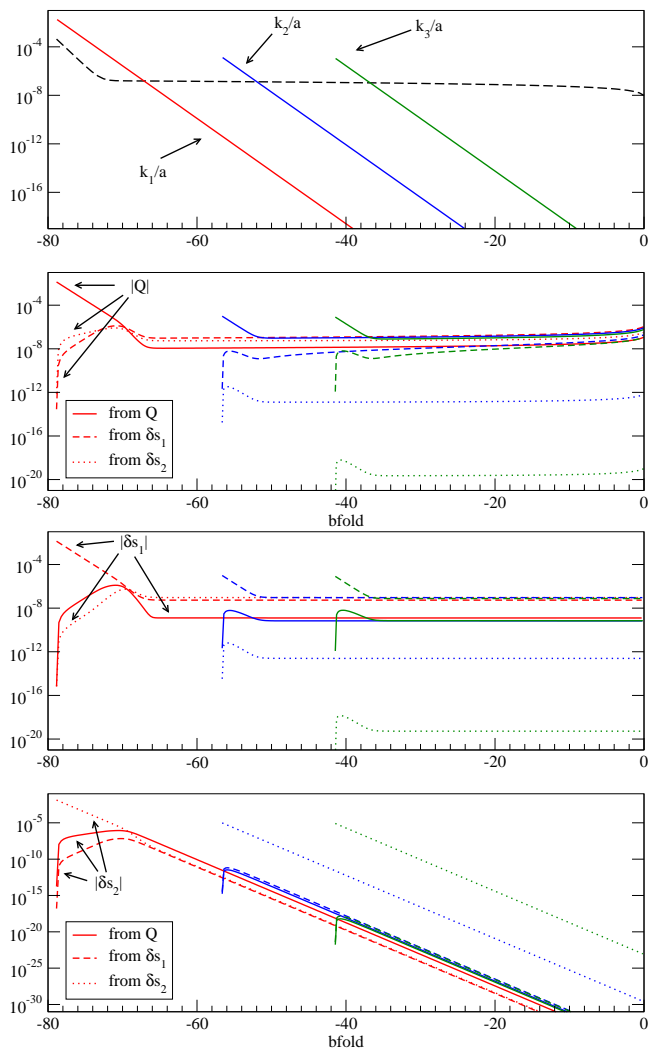 10^-4
10^-8
10^-12
10^-16
k_1/a
k_2/a
k_3/a
-80 -60 -40 -20 0
10^-4
10^-8
10^-12
10^-16
10^-20
|Q|
from Q
from δs_1
from δs_2
-80 -60 -40 -20 0
bfold
10^-4
10^-8
10^-12
10^-16
10^-20
|δs_1|
-80 -60 -40 -20 0
10^-5
10^-10
10^-15
10^-20
10^-25
10^-30
|δs_2|
from Q
from δs_1
from δs_2
-80 -60 -40 -20 0
bfold